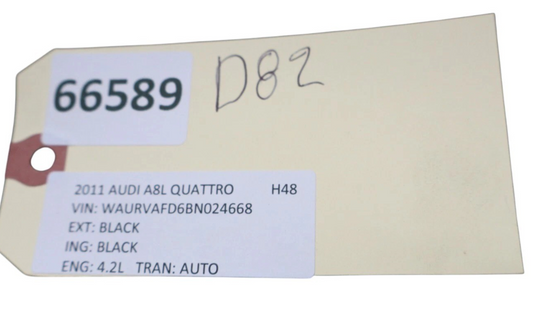 66589 D82
2011 AUDI A8L QUATTRO H48
VIN: WAURVAFD6BN024668
EXT: BLACK
ING: BLACK
ENG: 4.2L TRAN: AUTO